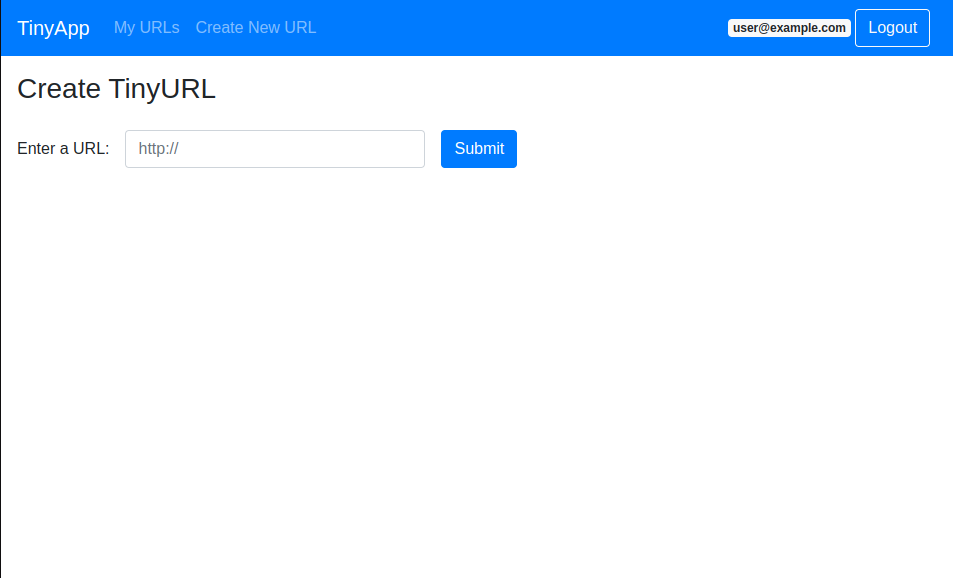 TinyApp My URLs Create New URL user@example.com Logout
Create TinyURL
Enter a URL: http:// Submit